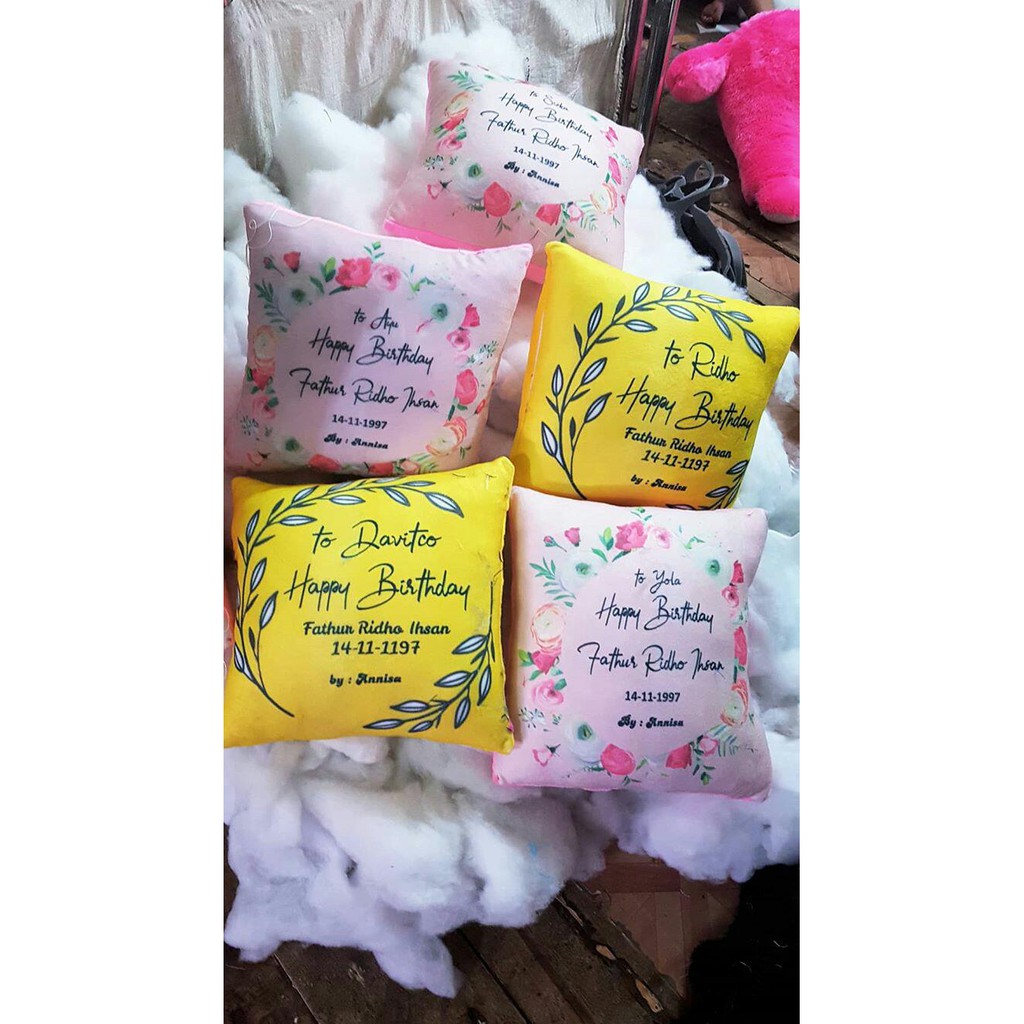 to Siska
Happy Birthday
Fathur Ridho Ihsan
14-11-1997
By : Annisa
to Ayu
Happy Birthday
Fathur Ridho Ihsan
14-11-1997
By : Annisa
to Ridho
Happy Birthday
Fathur Ridho Ihsan
14-11-1197
by : Annisa
to Davitco
Happy Birthday
Fathur Ridho Ihsan
14-11-1197
by : Annisa
to Yola
Happy Birthday
Fathur Ridho Ihsan
14-11-1997
By : Annisa